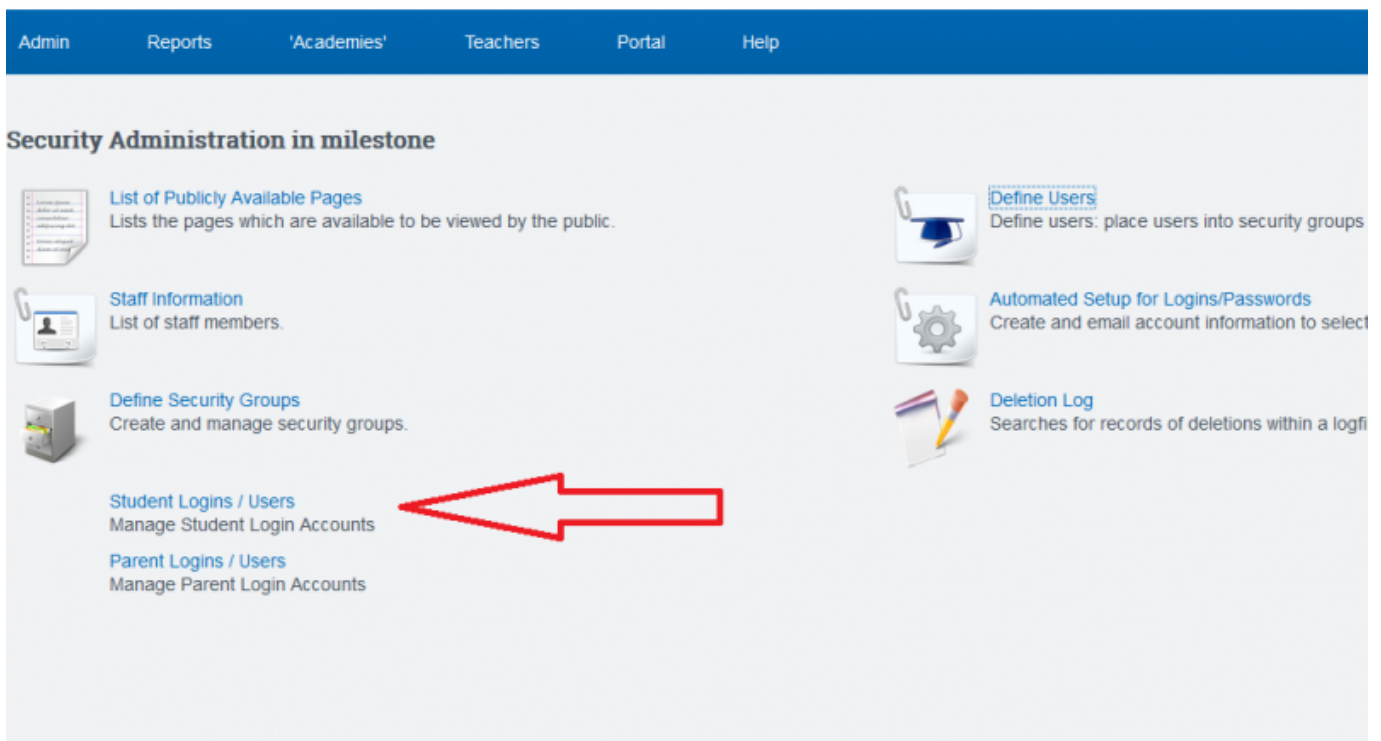 Admin Reports 'Academies' Teachers Portal Help
Security Administration in milestone
List of Publicly Available Pages
Lists the pages which are available to be viewed by the public.
Staff Information
List of staff members.
Define Security Groups
Create and manage security groups.
Student Logins / Users
Manage Student Login Accounts
Parent Logins / Users
Manage Parent Login Accounts
Define Users
Define users: place users into security groups
Automated Setup for Logins/Passwords
Create and email account information to select
Deletion Log
Searches for records of deletions within a logfi